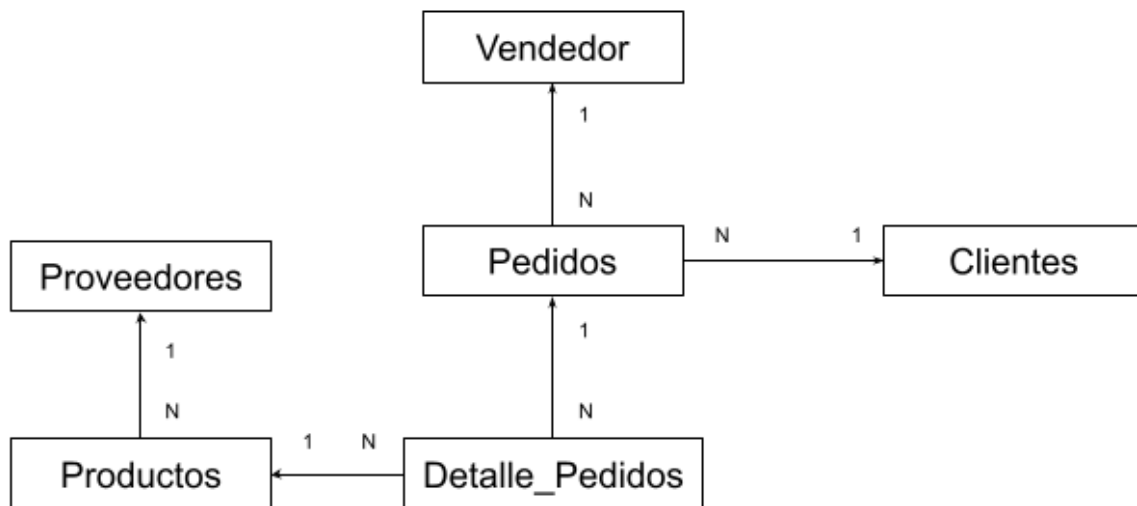 Vendedor
1
N
Pedidos
N 1
Clientes
Proveedores
1
N
1
N
Productos
1 N
Detalle_Pedidos